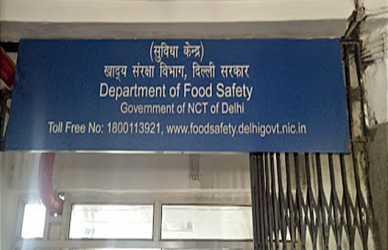 (सुविधा केन्द्र)
खाद्य संरक्षा विभाग, दिल्ली सरकार
Department of Food Safety
Government of NCT of Delhi
Toll Free No: 1800113921, www.foodsafety.delhigovt.nic.in